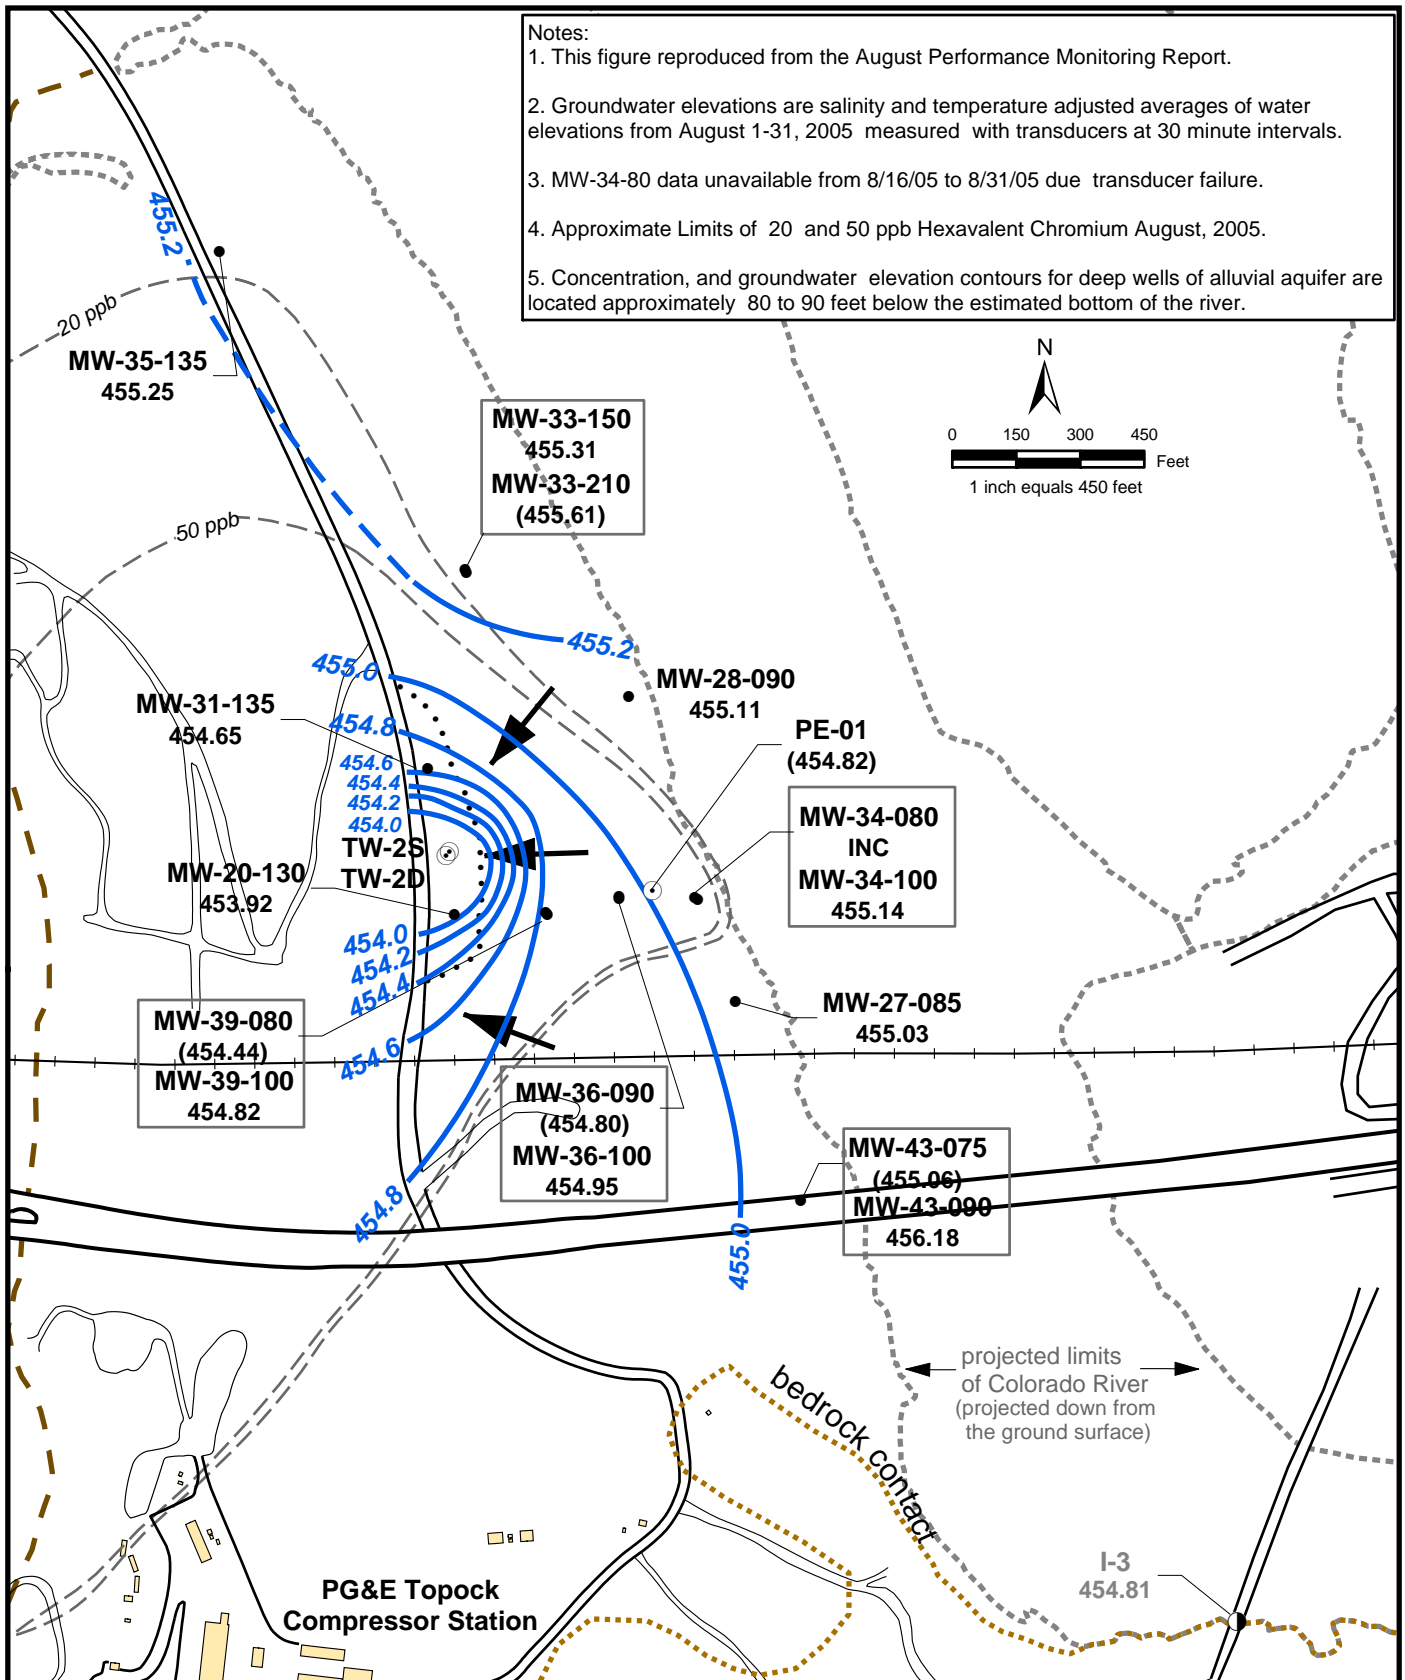 Notes:
1. This figure reproduced from the August Performance Monitoring Report.
2. Groundwater elevations are salinity and temperature adjusted averages of water
elevations from August 1-31, 2005 measured with transducers at 30 minute intervals.
3. MW-34-80 data unavailable from 8/16/05 to 8/31/05 due transducer failure.
4. Approximate Limits of 20 and 50 ppb Hexavalent Chromium August, 2005.
5. Concentration, and groundwater elevation contours for deep wells of alluvial aquifer are
located approximately 80 to 90 feet below the estimated bottom of the river.
455.2
20 ppb
MW-35-135
455.25
N
0 150 300 450
Feet
1 inch equals 450 feet
MW-33-150
455.31
MW-33-210
(455.61)
50 ppb
455.2
455.0
MW-28-090
455.11
MW-31-135
454.65
454.8
PE-01
(454.82)
454.6
454.4
454.2
454.0
MW-34-080
INC
MW-34-100
455.14
TW-2S
TW-2D
MW-20-130
453.92
454.0
454.2
454.4
454.6
MW-27-085
455.03
MW-39-080
(454.44)
MW-39-100
454.82
MW-36-090
(454.80)
MW-36-100
454.95
MW-43-075
(455.06)
MW-43-090
456.18
454.8
455.0
projected limits
of Colorado River
(projected down from
the ground surface)
bedrock contact
I-3
454.81
PG&E Topock
Compressor Station